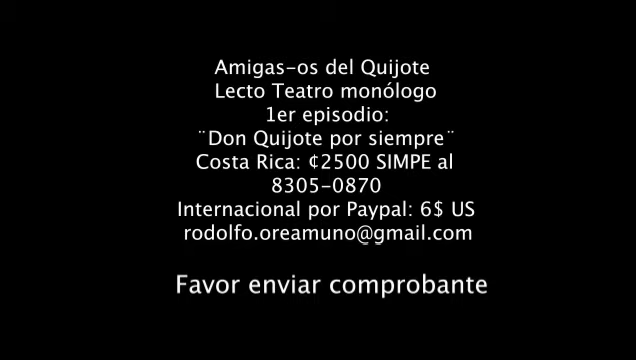 Amigas-os del Quijote
Lecto Teatro monólogo
1er episodio:
¨Don Quijote por siempre¨
Costa Rica: ¢2500 SIMPE al
8305-0870
Internacional por Paypal: 6$ US
rodolfo.oreamuno@gmail.com
Favor enviar comprobante